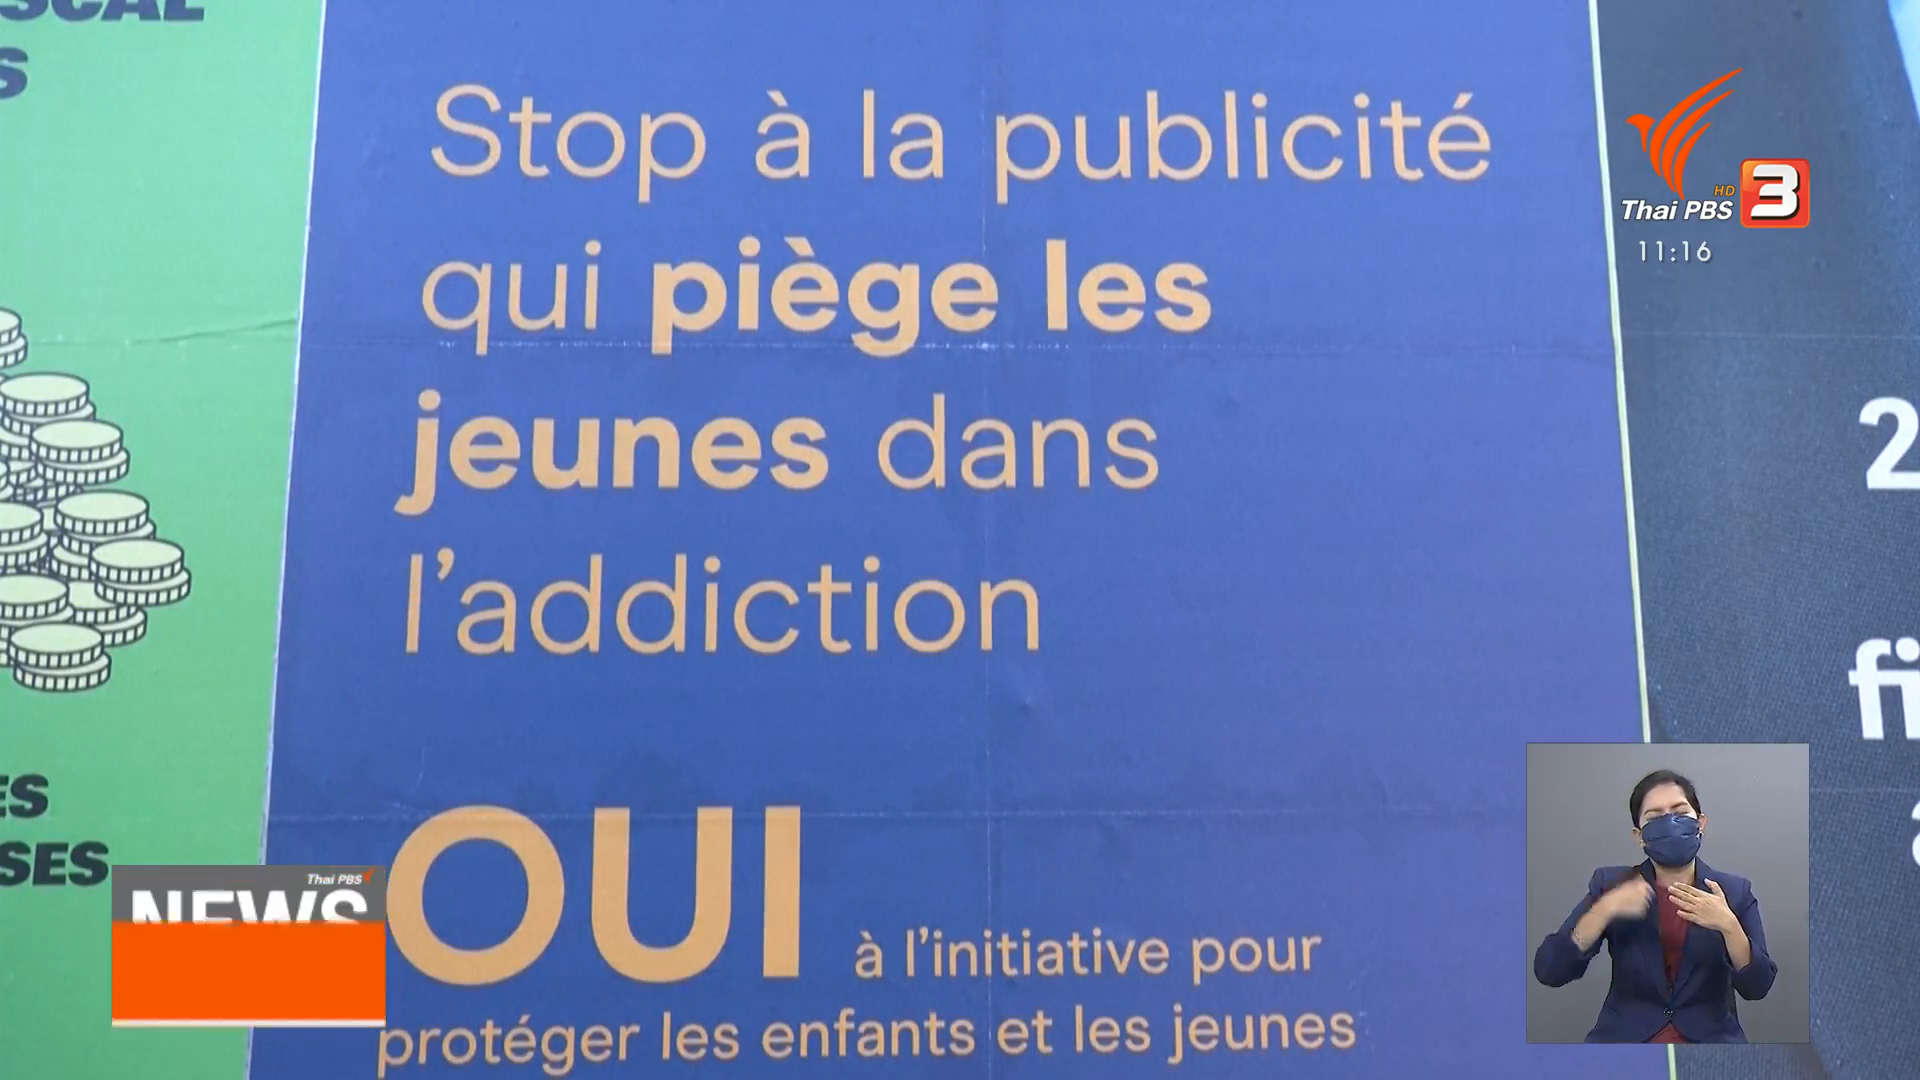 Stop à la publicité
qui piège les
jeunes dans
l'addiction
OUI à l'initiative pour
protéger les enfants et les jeunes
Thai PBS
HD
3
11:16
Thai PBS
NEWS